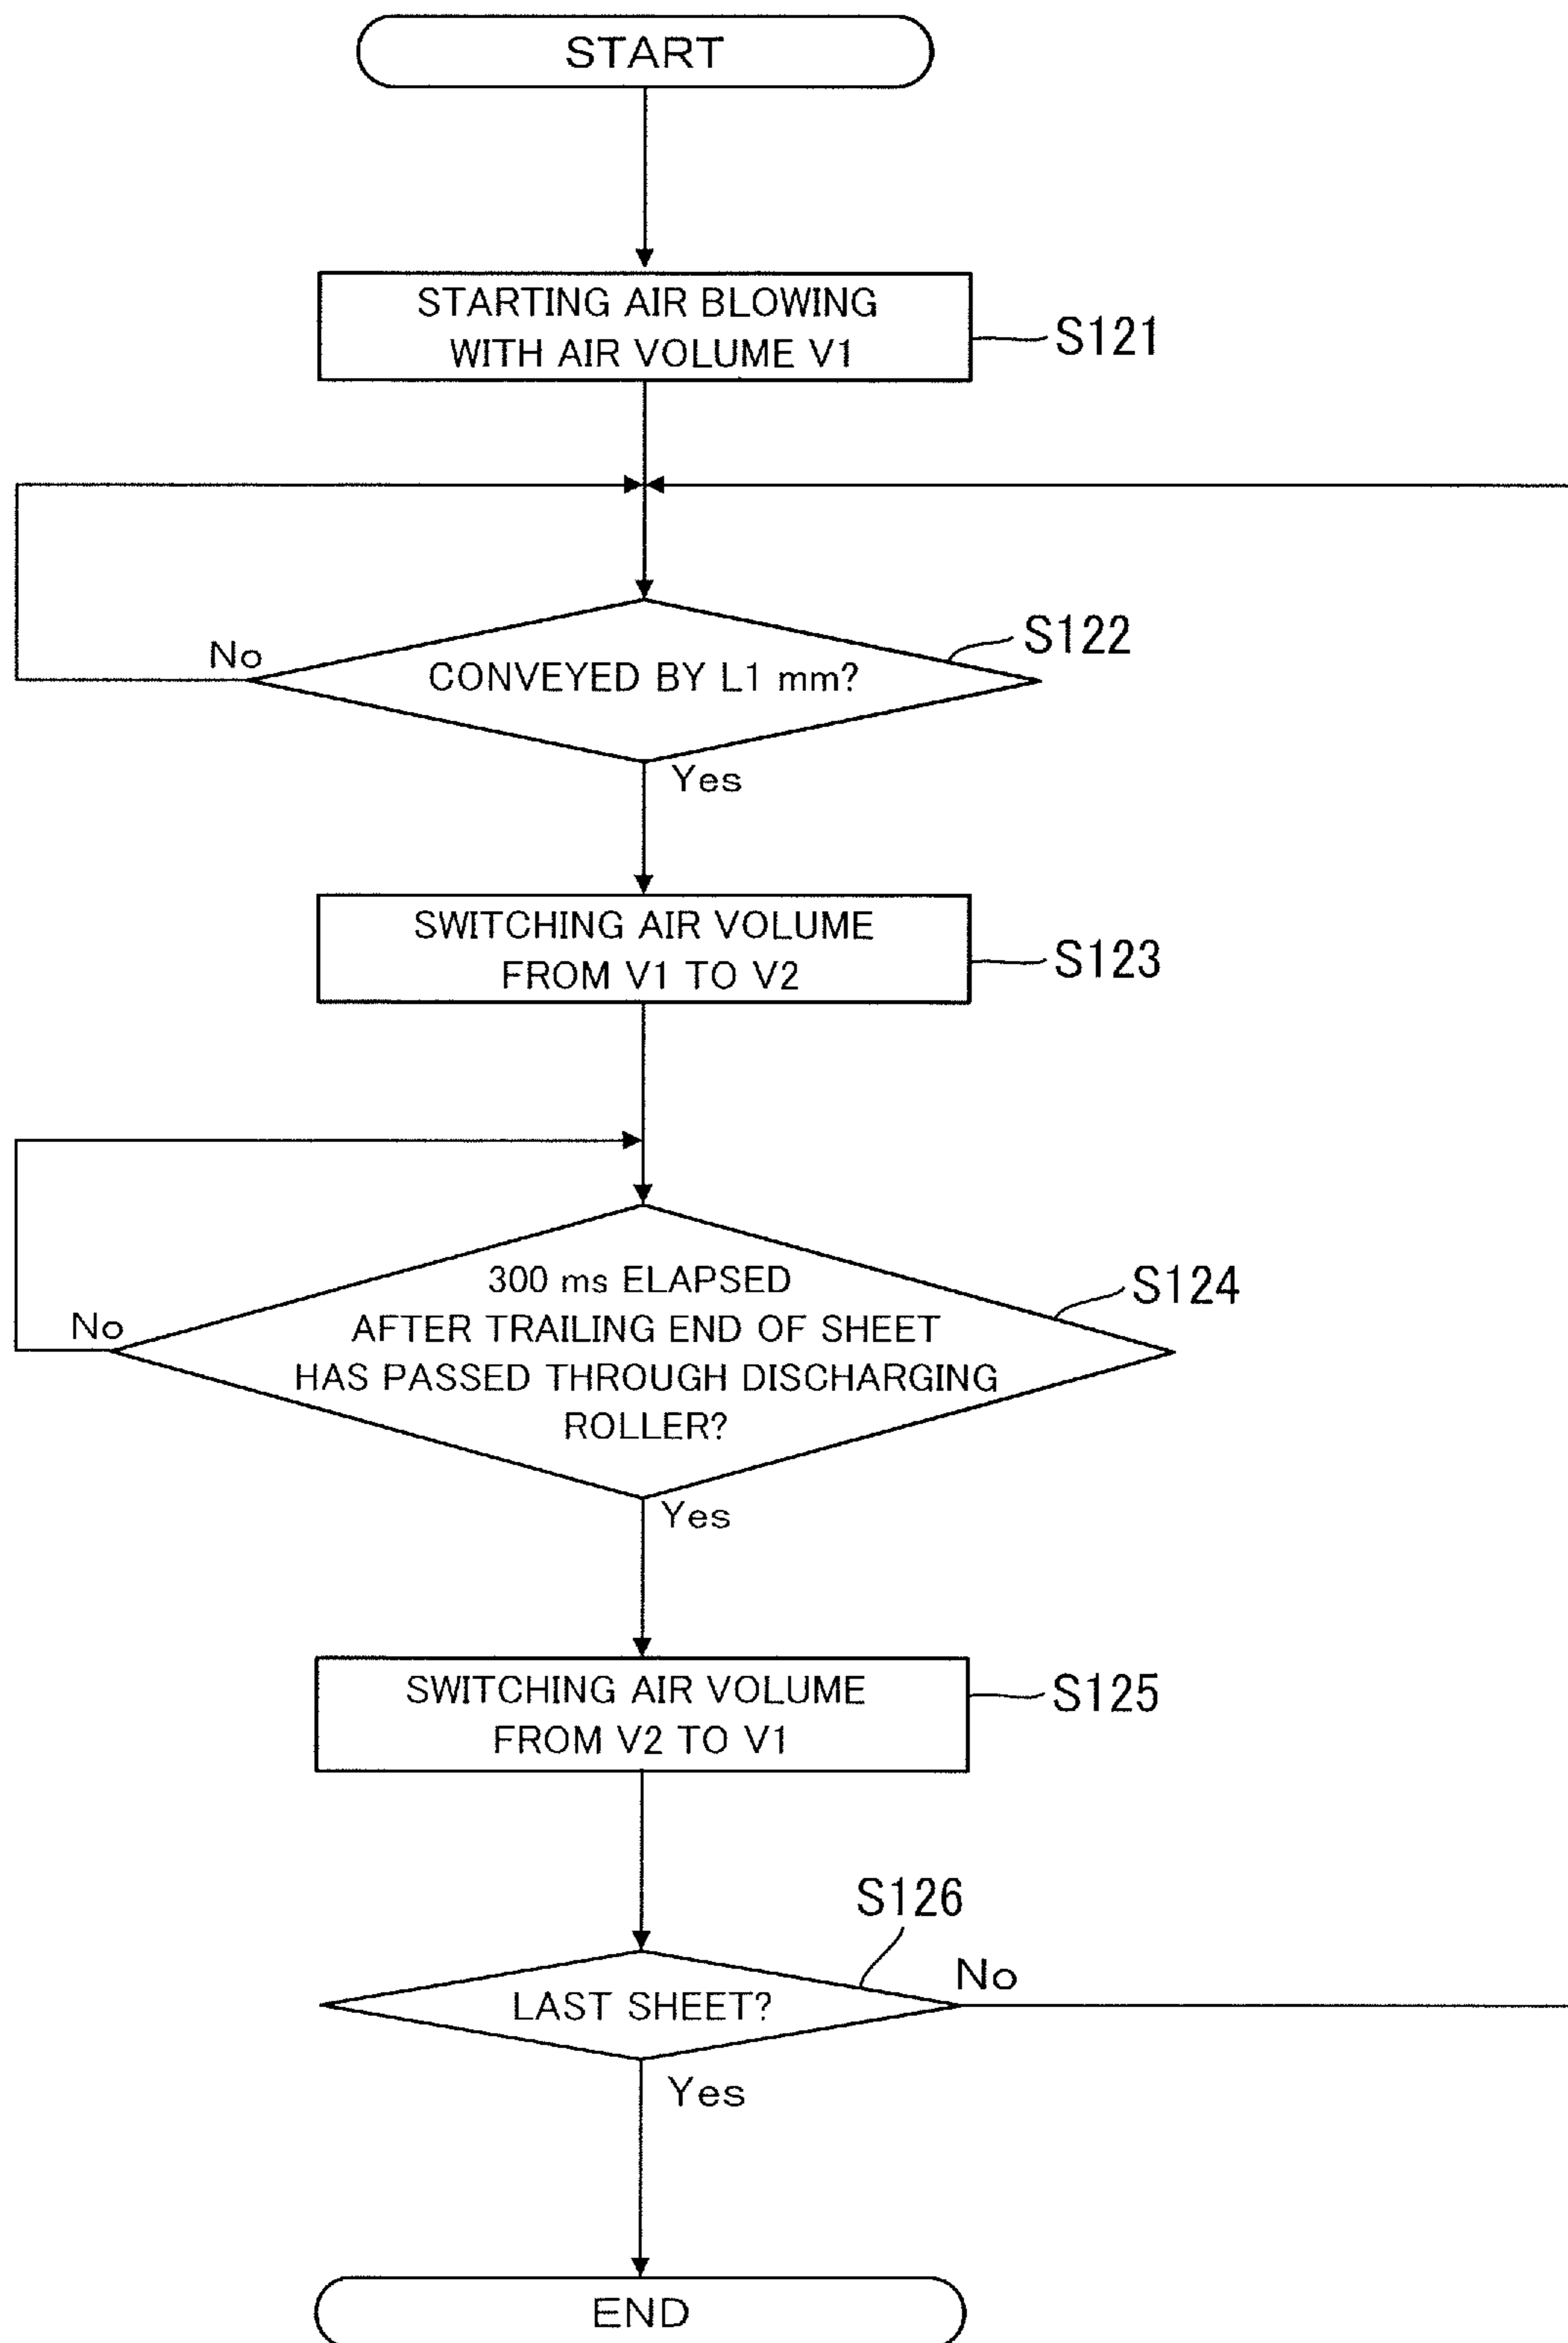 START
STARTING AIR BLOWING
WITH AIR VOLUME V1
S121
S122
No
CONVEYED BY L1 mm?
Yes
SWITCHING AIR VOLUME
FROM V1 TO V2
S123
300 ms ELAPSED
S124
No
AFTER TRAILING END OF SHEET
HAS PASSED THROUGH DISCHARGING
ROLLER?
Yes
SWITCHING AIR VOLUME
FROM V2 TO V1
S125
S126
No
LAST SHEET?
Yes
END